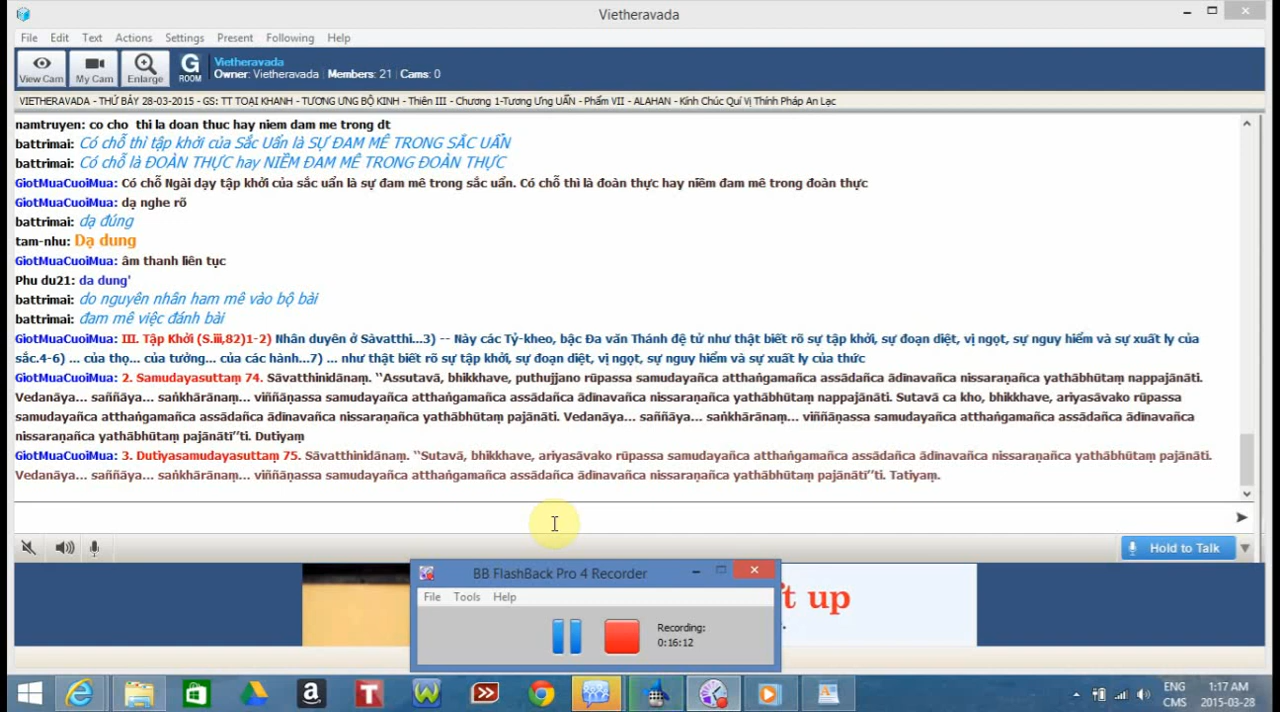 Vietheravada
File Edit Text Actions Settings Present Following Help
View Cam My Cam Enlarge G ROOM Vietheravada
Owner: Vietheravada Members: 21 Cams: 0
VIETHERAVADA - THỨ BẢY 28-03-2015 - GS: TT TOẠI KHANH - TƯƠNG ƯNG BỘ KINH - Thiên III - Chương 1-Tương Ưng UẨN - Phẩm VII - ALAHAN - Kính Chúc Quí Vị Thính Pháp An Lạc
namtruyen: co cho thi la doan thuc hay niem dam me trong dt
battrimai: Có chỗ thì tập khởi của Sắc Uẩn là SỰ ĐAM MÊ TRONG SẮC UẨN
battrimai: Có chỗ là ĐOÀN THỰC hay NIỀM ĐAM MÊ TRONG ĐOÀN THỰC
GiotMuaCuoiMua: Có chỗ Ngài dạy tập khởi của sắc uẩn là sự đam mê trong sắc uẩn. Có chỗ thì là đoàn thực hay niềm đam mê trong đoàn thực
GiotMuaCuoiMua: dạ nghe rõ
battrimai: dạ đúng
tam-nhu: Dạ dung
GiotMuaCuoiMua: âm thanh liên tục
Phu du21: da dung'
battrimai: do nguyên nhân ham mê vào bộ bài
battrimai: đam mê việc đánh bài
GiotMuaCuoiMua: III. Tập Khởi (S.iii,82)1-2) Nhân duyên ở Sàvatthi...3) -- Này các Tỷ-kheo, bậc Đa văn Thánh đệ tử như thật biết rõ sự tập khởi, sự đoạn diệt, vị ngọt, sự nguy hiểm và sự xuất ly của
sắc.4-6) ... của thọ... của tưởng... của các hành...7) ... như thật biết rõ sự tập khởi, sự đoạn diệt, vị ngọt, sự nguy hiểm và sự xuất ly của thức
GiotMuaCuoiMua: 2. Samudayasuttaṃ 74. Sāvatthinidānaṃ. ‘‘Assutavā, bhikkhave, puthujjano rūpassa samudayañca atthaṅgamañca assādañca ādīnavañca nissaraṇañca yathābhūtaṃ nappajānāti.
Vedanāya... saññāya... saṅkhārānaṃ... viññāṇassa samudayañca atthaṅgamañca assādañca ādīnavañca nissaraṇañca yathābhūtaṃ nappajānāti. Sutavā ca kho, bhikkhave, ariyasāvako rūpassa
samudayañca atthaṅgamañca assādañca ādīnavañca nissaraṇañca yathābhūtaṃ pajānāti. Vedanāya... saññāya... saṅkhārānaṃ... viññāṇassa samudayañca atthaṅgamañca assādañca ādīnavañca
nissaraṇañca yathābhūtaṃ pajānātī’’ti. Dutiyaṃ
GiotMuaCuoiMua: 3. Dutiyasamudayasuttaṃ 75. Sāvatthinidānaṃ. ‘‘Sutavā, bhikkhave, ariyasāvako rūpassa samudayañca atthaṅgamañca assādañca ādīnavañca nissaraṇañca yathābhūtaṃ pajānāti.
Vedanāya... saññāya... saṅkhārānaṃ... viññāṇassa samudayañca atthaṅgamañca assādañca ādīnavañca nissaraṇañca yathābhūtaṃ pajānātī’’ti. Tatiyaṃ.
Hold to Talk
BB FlashBack Pro 4 Recorder
File Tools Help
up
Recording:
0:16:12
ENG 1:17 AM
CMS 2015-03-28